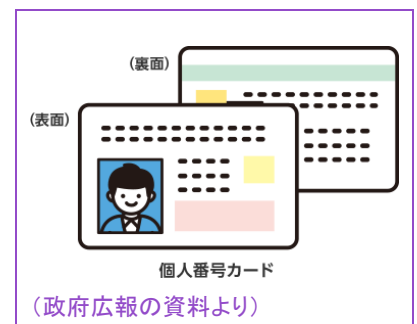 （裏面）
（表面）
個人番号カード
（政府広報の資料より）